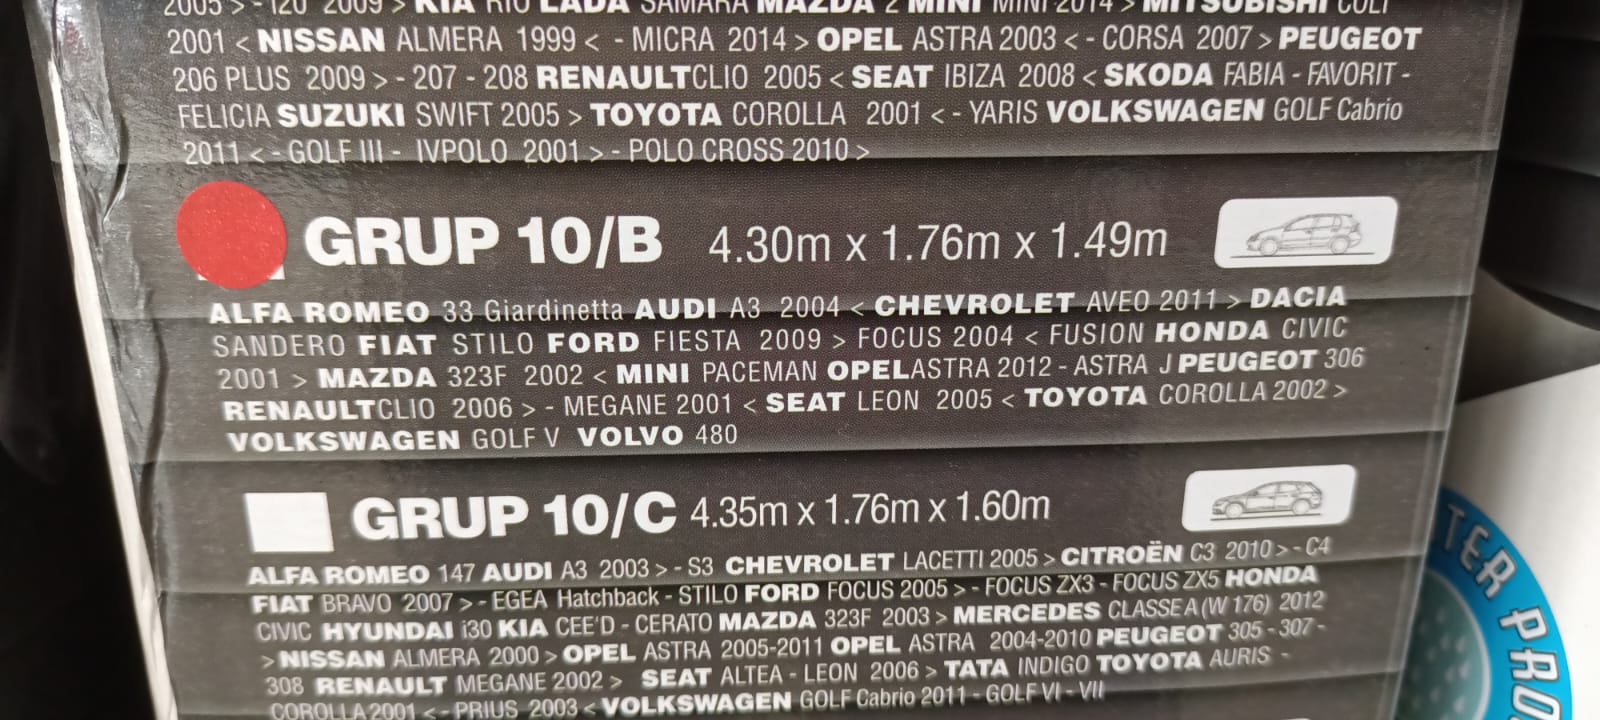 2005 > - i20 2009 > KIA RIO LADA SAMARA MAZDA 2 MINI MINI 2014 > MITSUBISHI COLT
2001 < NISSAN ALMERA 1999 < - MICRA 2014 > OPEL ASTRA 2003 < - CORSA 2007 > PEUGEOT
206 PLUS 2009 > - 207 - 208 RENAULTCLIO 2005 < SEAT IBIZA 2008 < SKODA FABIA - FAVORIT -
FELICIA SUZUKI SWIFT 2005 > TOYOTA COROLLA 2001 < - YARIS VOLKSWAGEN GOLF Cabrio
2011 < - GOLF III - IVPOLO 2001 > - POLO CROSS 2010 >
GRUP 10/B 4.30m x 1.76m x 1.49m
ALFA ROMEO 33 Giardinetta AUDI A3 2004 < CHEVROLET AVEO 2011 > DACIA
SANDERO FIAT STILO FORD FIESTA 2009 > FOCUS 2004 < FUSION HONDA CIVIC
2001 > MAZDA 323F 2002 < MINI PACEMAN OPELASTRA 2012 - ASTRA J PEUGEOT 306
RENAULTCLIO 2006 > - MEGANE 2001 < SEAT LEON 2005 < TOYOTA COROLLA 2002 >
VOLKSWAGEN GOLF V VOLVO 480
GRUP 10/C 4.35m x 1.76m x 1.60m
ALFA ROMEO 147 AUDI A3 2003 > - S3 CHEVROLET LACETTI 2005 > CITROËN C3 2010 > - C4
FIAT BRAVO 2007 > - EGEA Hatchback - STILO FORD FOCUS 2005 > - FOCUS ZX3 - FOCUS ZX5 HONDA
CIVIC HYUNDAI i30 KIA CEE'D - CERATO MAZDA 323F 2003 > MERCEDES CLASSE A (W 176) 2012
> NISSAN ALMERA 2000 > OPEL ASTRA 2005-2011 OPEL ASTRA 2004-2010 PEUGEOT 305 - 307 -
308 RENAULT MEGANE 2002 > SEAT ALTEA - LEON 2006 > TATA INDIGO TOYOTA AURIS -
COROLLA 2001 < - PRIUS 2003 < VOLKSWAGEN GOLF Cabrio 2011 - GOLF VI - VII
TER PRO